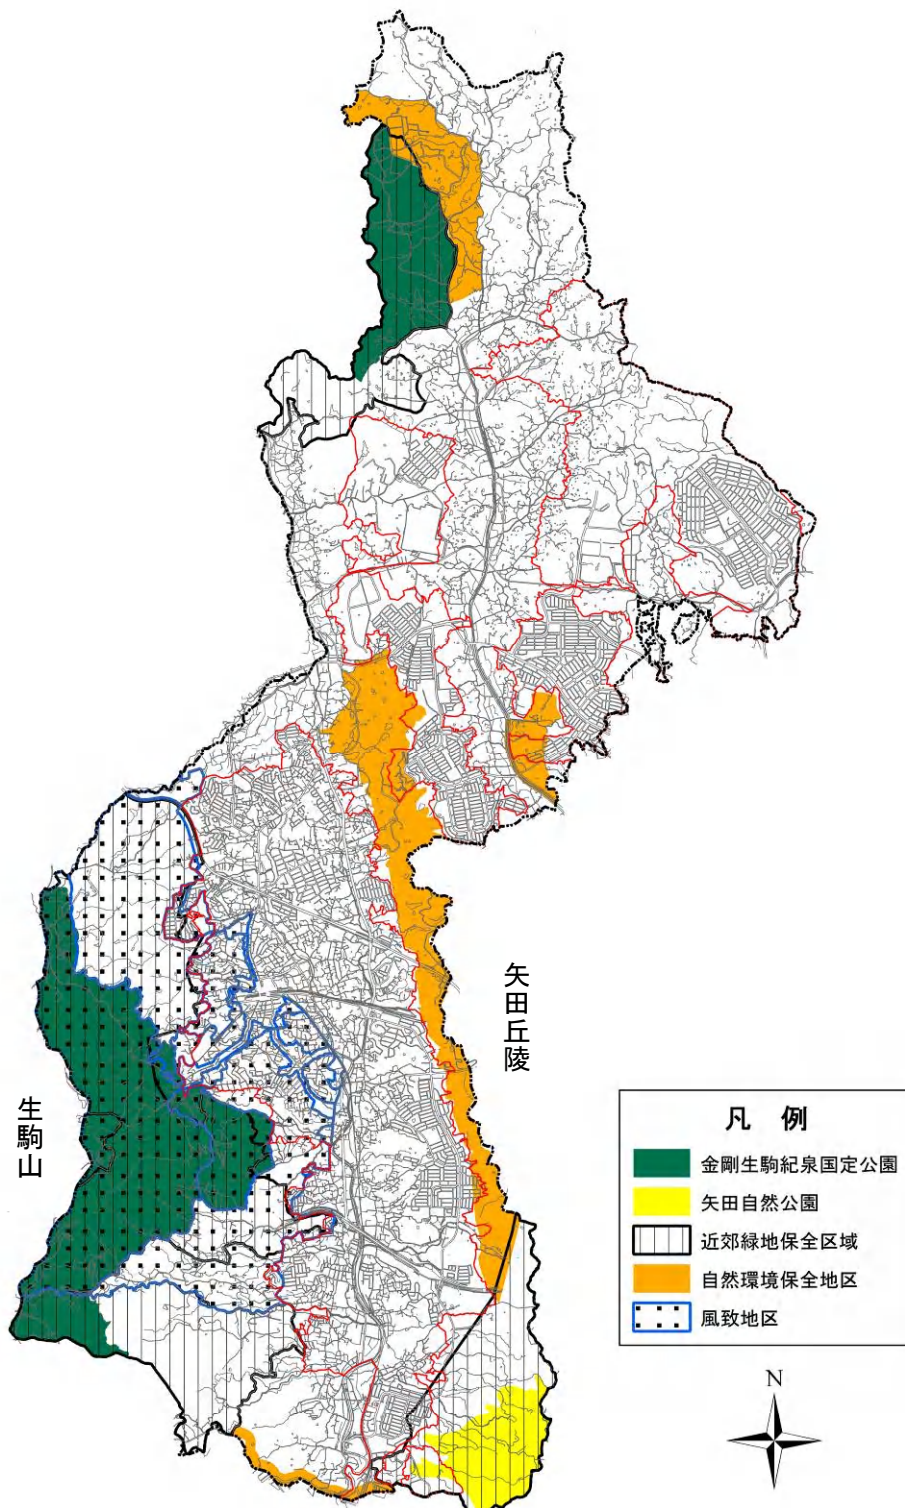 矢田丘陵
生駒山
凡 例
金剛生駒紀泉国定公園
矢田自然公園
近郊緑地保全区域
自然環境保全地区
風致地区
N